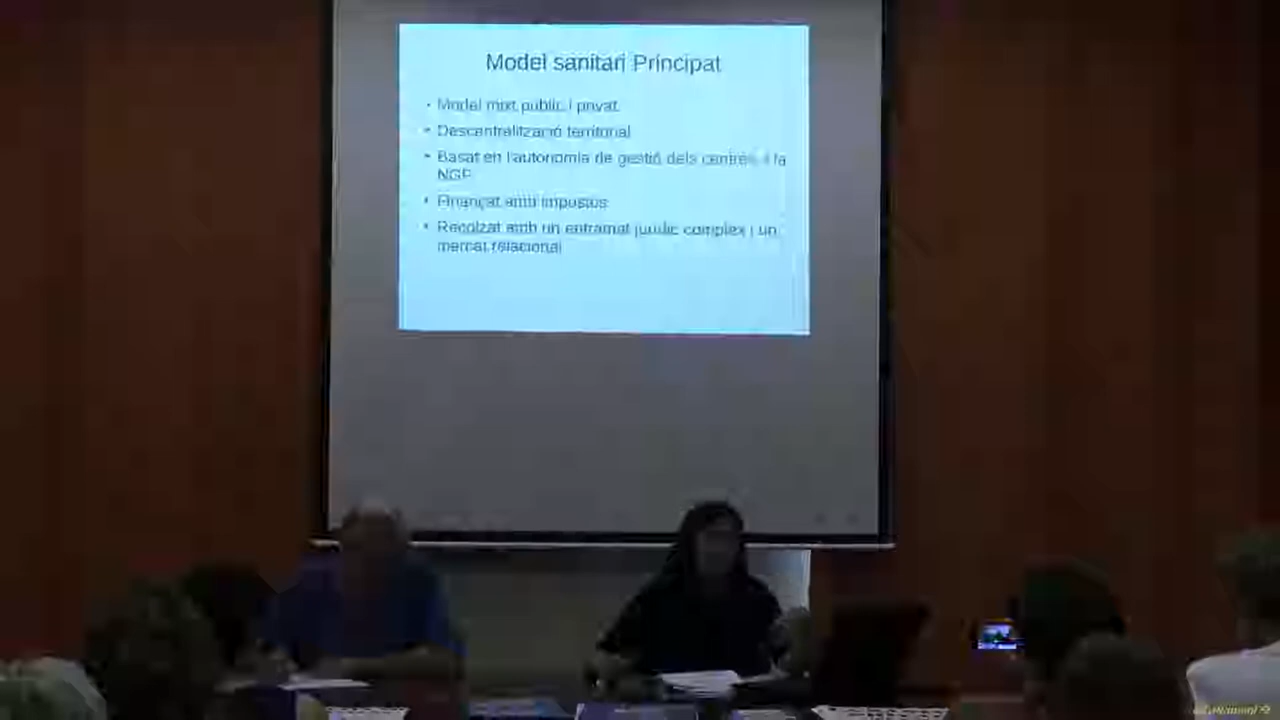 Model sanitari Principat
• Model mixt públic i privat
• Descentralització territorial
• Basat en l'autonomia de gestió dels centres i la
NGP
• Finançat amb impostos
• Recolzat amb un entramat jurídic complex i un
mercat relacional